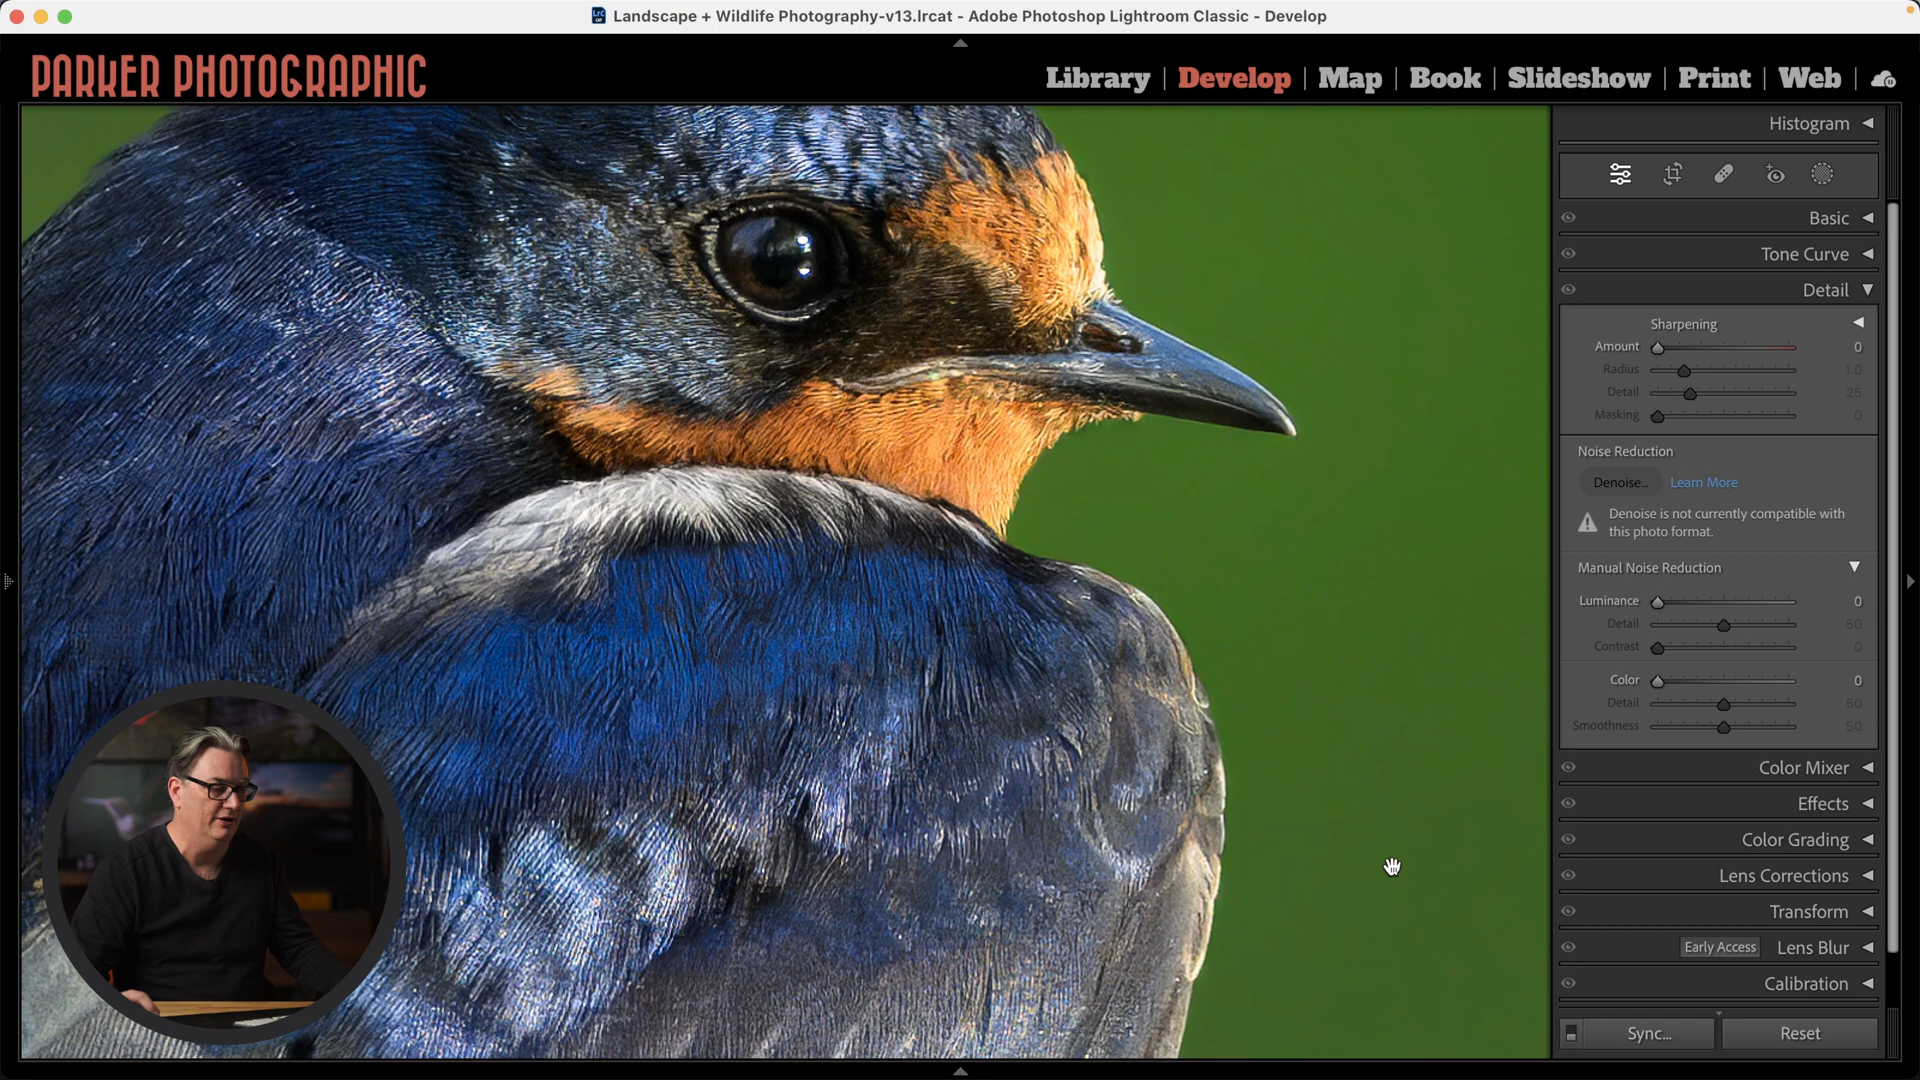 Landscape + Wildlife Photography-v13.lrcat - Adobe Photoshop Lightroom Classic - Develop
PARKER PHOTOGRAPHIC
Library | Develop | Map | Book | Slideshow | Print | Web |
Histogram
Basic
Tone Curve
Detail
Sharpening
Amount 0
Radius 1.0
Detail 25
Masking 0
Noise Reduction
Denoise... Learn More
Denoise is not currently compatible with
this photo format.
Manual Noise Reduction
Luminance 0
Detail 50
Contrast 0
Color 0
Detail 50
Smoothness 50
Color Mixer
Effects
Color Grading
Lens Corrections
Transform
Early Access Lens Blur
Calibration
Sync... Reset